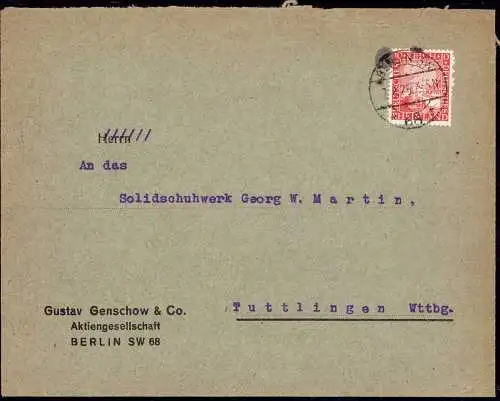 Herrn
An das
Solidschuhwerk Georg W. Martin,
Tuttlingen Wttbg.
Gustav Genschow & Co.
Aktiengesellschaft
BERLIN SW 68